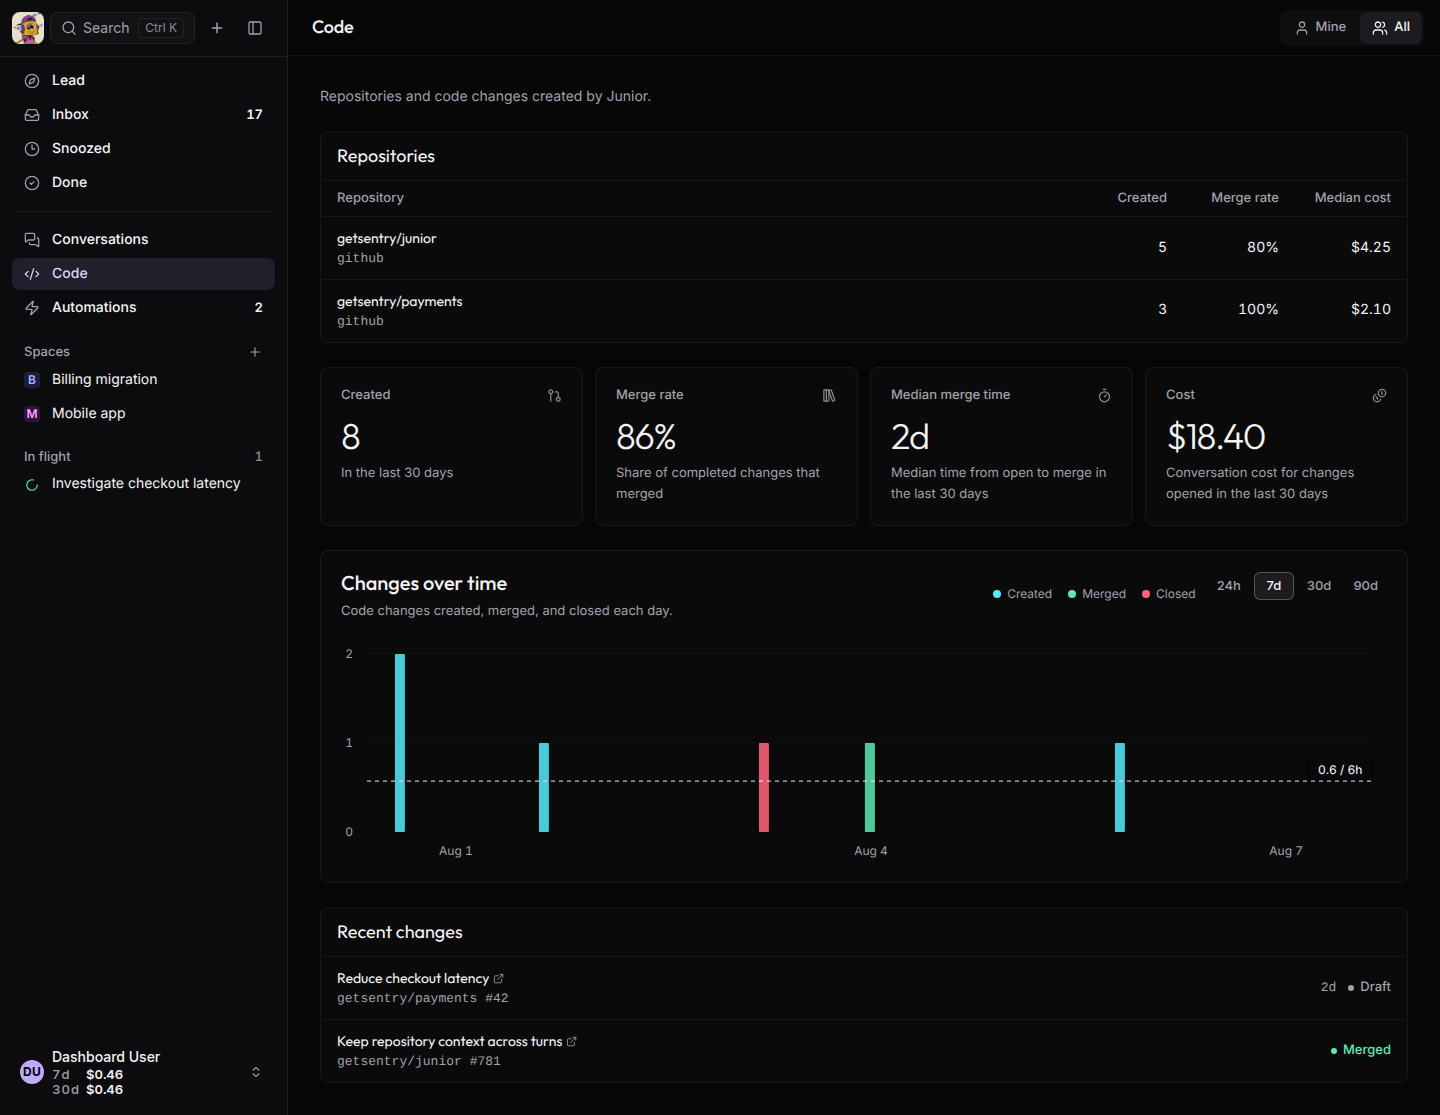 Search Ctrl K
Lead
Inbox 17
Snoozed
Done
Conversations
Code
Automations 2
Spaces
B Billing migration
M Mobile app
In flight 1
Investigate checkout latency
DU Dashboard User
7d $0.46
30d $0.46
Code
Mine All
Repositories and code changes created by Junior.
Repositories
Repository Created Merge rate Median cost
getsentry/junior
github
5 80% $4.25
getsentry/payments
github
3 100% $2.10
Created
8
In the last 30 days
Merge rate
86%
Share of completed changes that
merged
Median merge time
2d
Median time from open to merge in
the last 30 days
Cost
$18.40
Conversation cost for changes
opened in the last 30 days
Changes over time
Code changes created, merged, and closed each day.
Created Merged Closed
24h 7d 30d 90d
2
1
0.6 / 6h
0
Aug 1 Aug 4 Aug 7
Recent changes
Reduce checkout latency
getsentry/payments #42
2d Draft
Keep repository context across turns
getsentry/junior #781
Merged